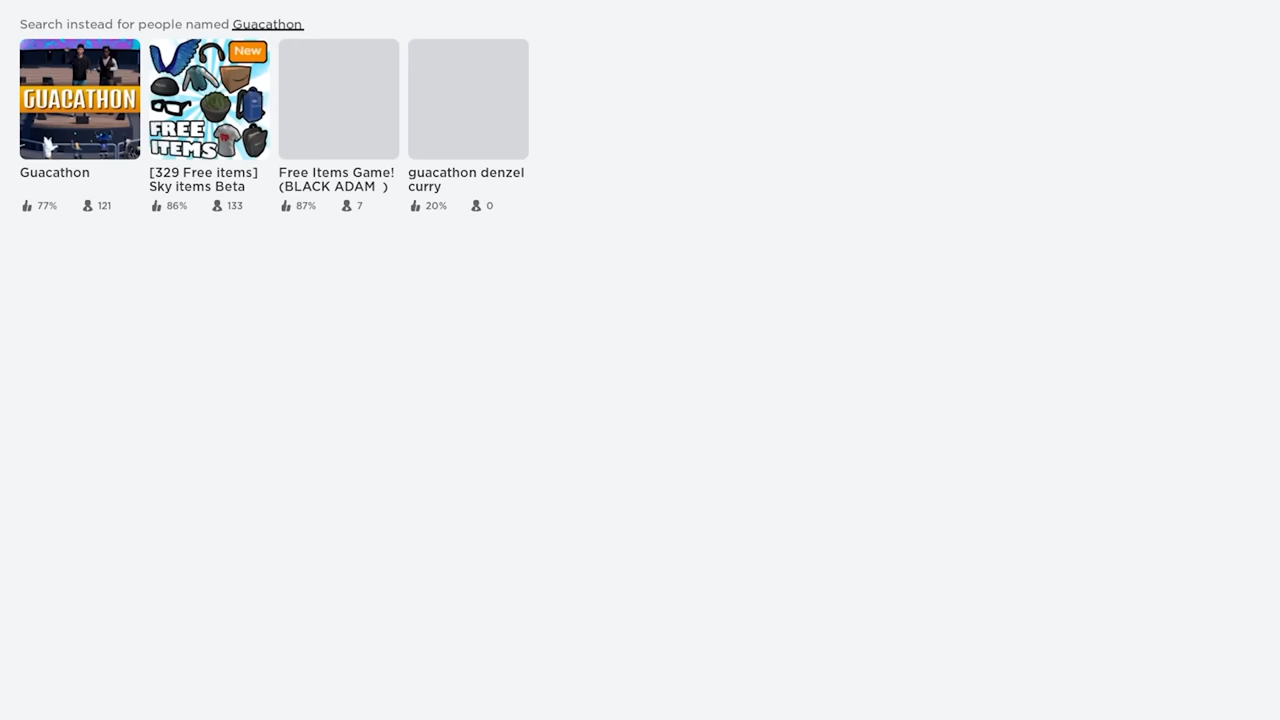 Search instead for people named Guacathon
GUACATHON
New
FREE
ITEMS
Guacathon
[329 Free items]
Sky items Beta
Free Items Game!
(BLACK ADAM )
guacathon denzel
curry
77% 121
86% 133
87% 7
20% 0